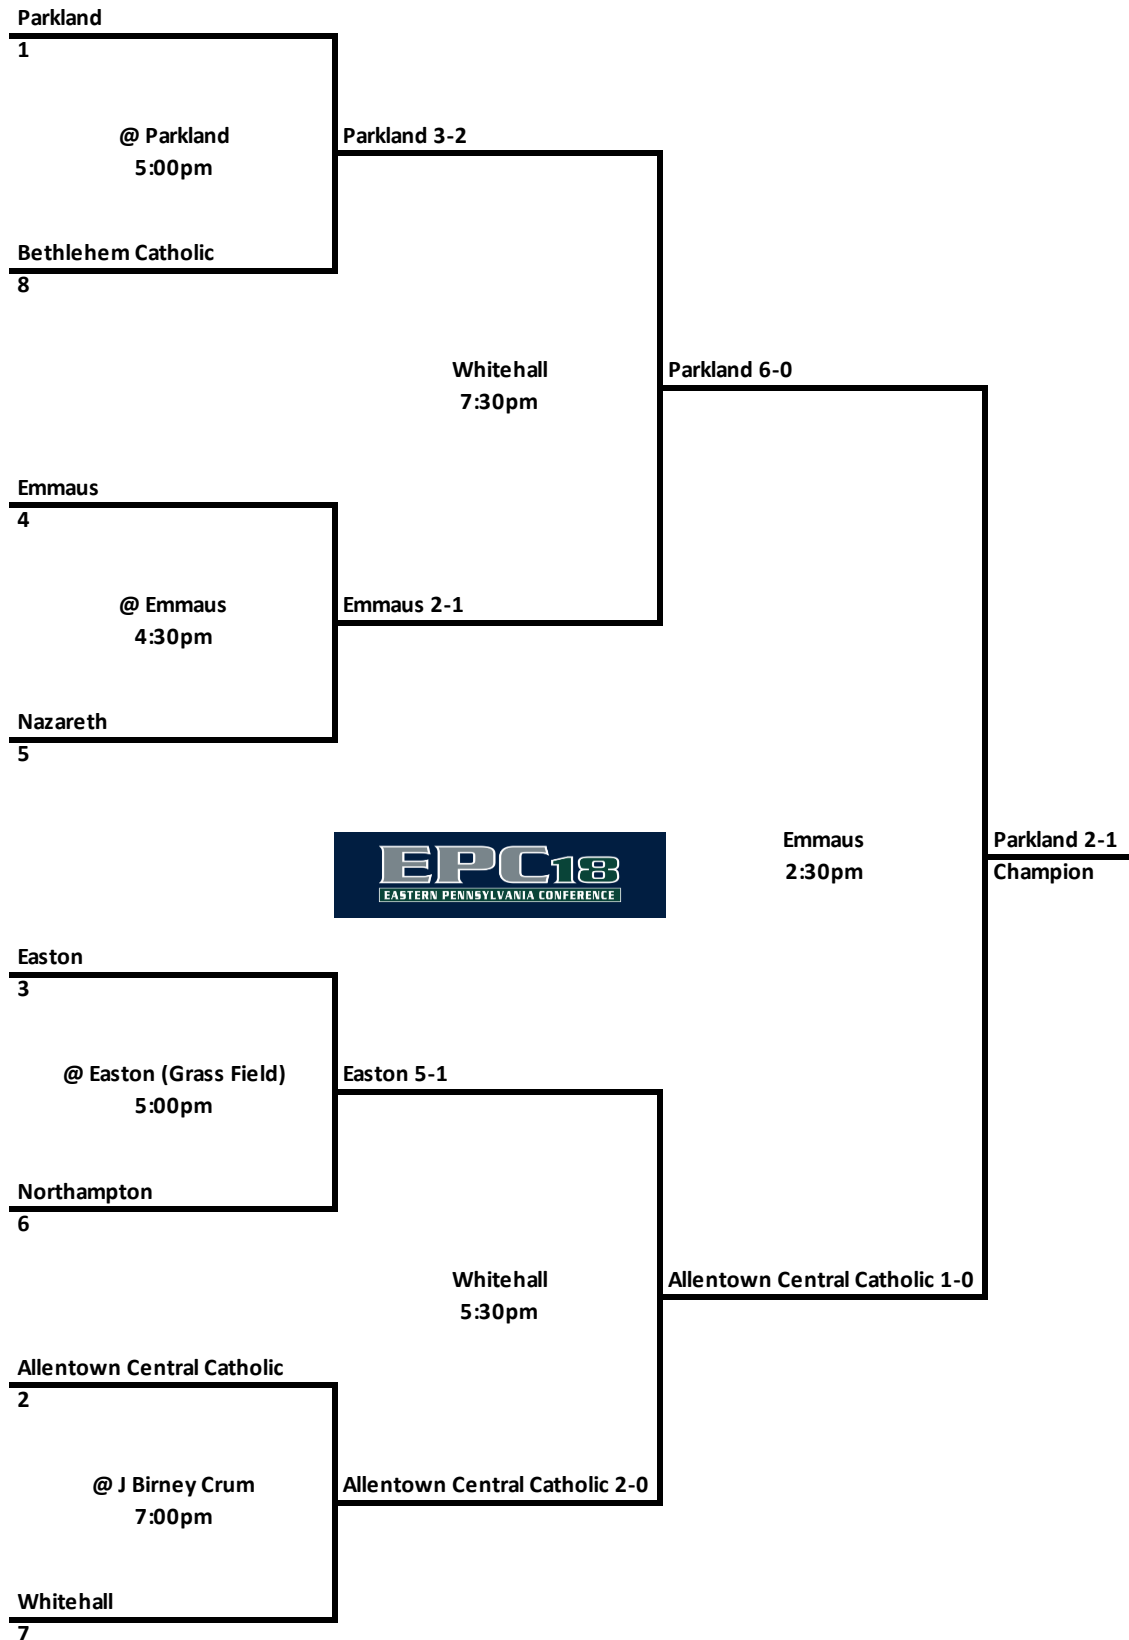 Parkland
1
@ Parkland
5:00pm
Parkland 3-2
Bethlehem Catholic
8
Whitehall
7:30pm
Parkland 6-0
Emmaus
4
@ Emmaus
4:30pm
Emmaus 2-1
Nazareth
5
EPC18
EASTERN PENNSYLVANIA CONFERENCE
Emmaus
2:30pm
Parkland 2-1
Champion
Easton
3
@ Easton (Grass Field)
5:00pm
Easton 5-1
Northampton
6
Whitehall
5:30pm
Allentown Central Catholic 1-0
Allentown Central Catholic
2
@ J Birney Crum
7:00pm
Allentown Central Catholic 2-0
Whitehall
7